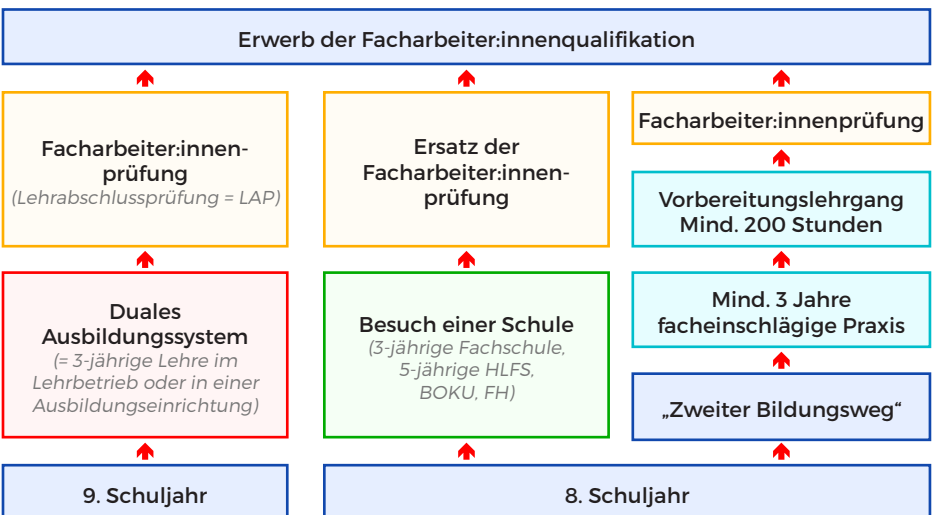 Erwerb der Facharbeiter:innenqualifikation
Facharbeiter:innen-
prüfung
(Lehrabschlussprüfung = LAP)
Ersatz der
Facharbeiter:innen-
prüfung
Facharbeiter:innenprüfung
Vorbereitungslehrgang
Mind. 200 Stunden
Duales
Ausbildungssystem
(= 3-jährige Lehre im
Lehrbetrieb oder in einer
Ausbildungseinrichtung)
Besuch einer Schule
(3-jährige Fachschule,
5-jährige HLFS,
BOKU, FH)
Mind. 3 Jahre
facheinschlägige Praxis
„Zweiter Bildungsweg“
9. Schuljahr
8. Schuljahr